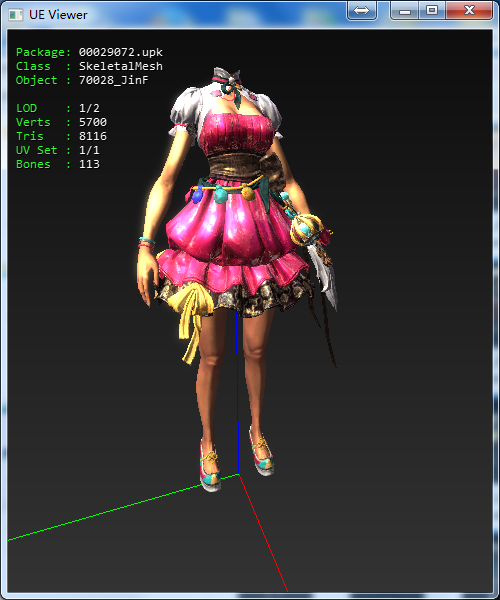 UE Viewer
Package: 00029072.upk
Class : SkeletalMesh
Object : 70028_JinF
LOD : 1/2
Verts : 5700
Tris : 8116
UV Set : 1/1
Bones : 113